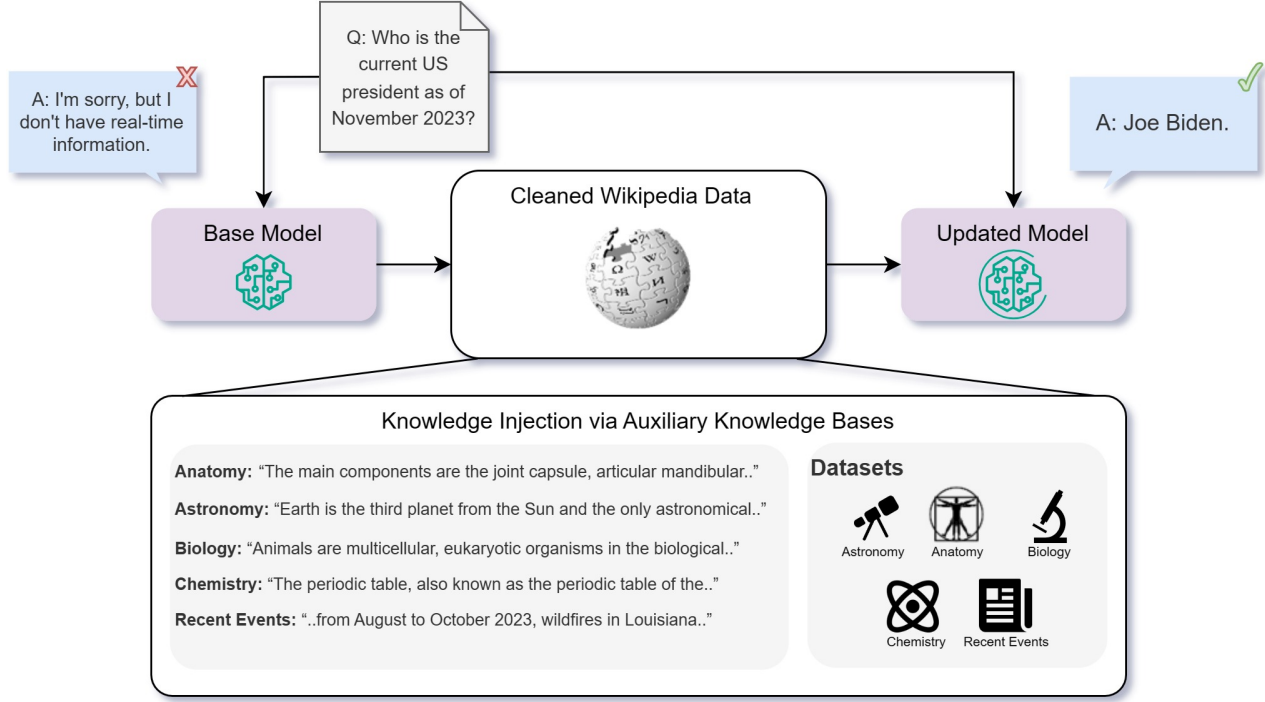 Q: Who is the
current US
president as of
November 2023?
A: I'm sorry, but I
don't have real-time
information.
X
A: Joe Biden.
Base Model
Cleaned Wikipedia Data
Ω
W
И
Updated Model
Knowledge Injection via Auxiliary Knowledge Bases
Anatomy: “The main components are the joint capsule, articular mandibular..”
Astronomy: “Earth is the third planet from the Sun and the only astronomical..”
Biology: “Animals are multicellular, eukaryotic organisms in the biological..”
Chemistry: “The periodic table, also known as the periodic table of the..”
Recent Events: “..from August to October 2023, wildfires in Louisiana..”
Datasets
Astronomy
Anatomy
Biology
Chemistry
Recent Events